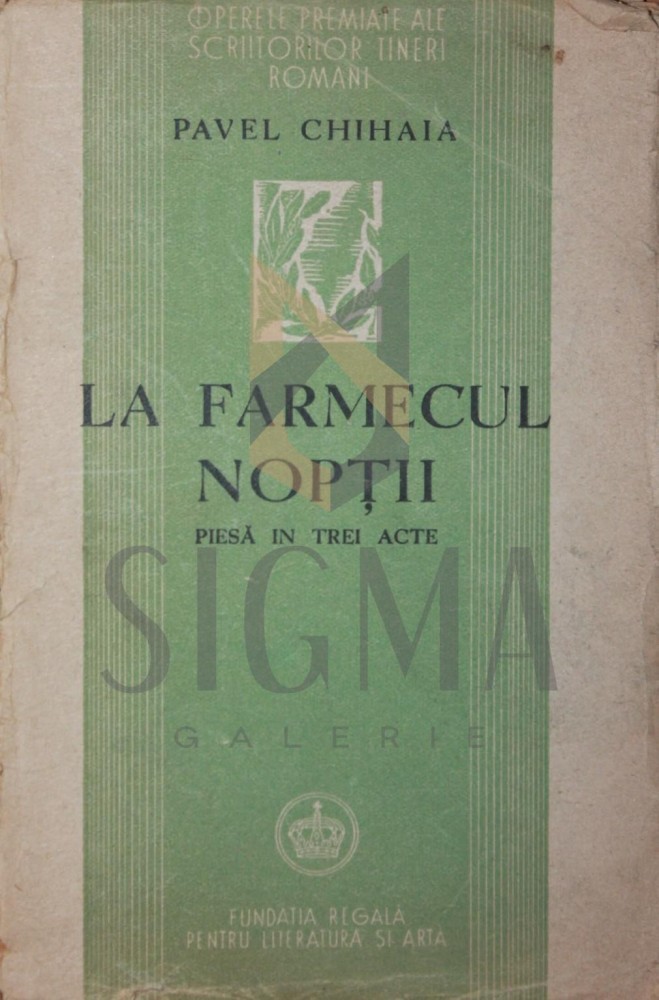 OPERELE PREMIATE ALE
SCRIITORILOR TINERI
ROMANI
PAVEL CHIHAIA
LA FARMECUL
NOPȚII
PIESĂ IN TREI ACTE
SIGMA
GALERIE
FUNDAȚIA REGALĂ
PENTRU LITERATURĂ ȘI ARTĂ